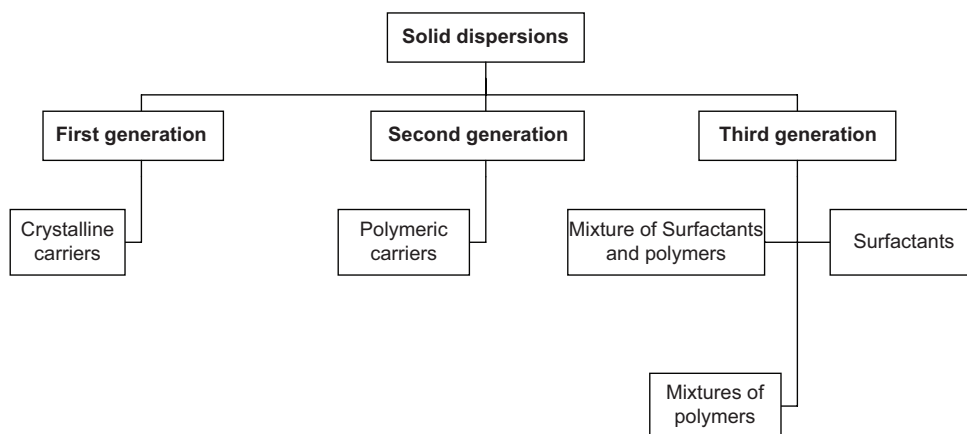 Solid dispersions
First generation
Second generation
Third generation
Crystalline
carriers
Polymeric
carriers
Mixture of Surfactants
and polymers
Surfactants
Mixtures of
polymers